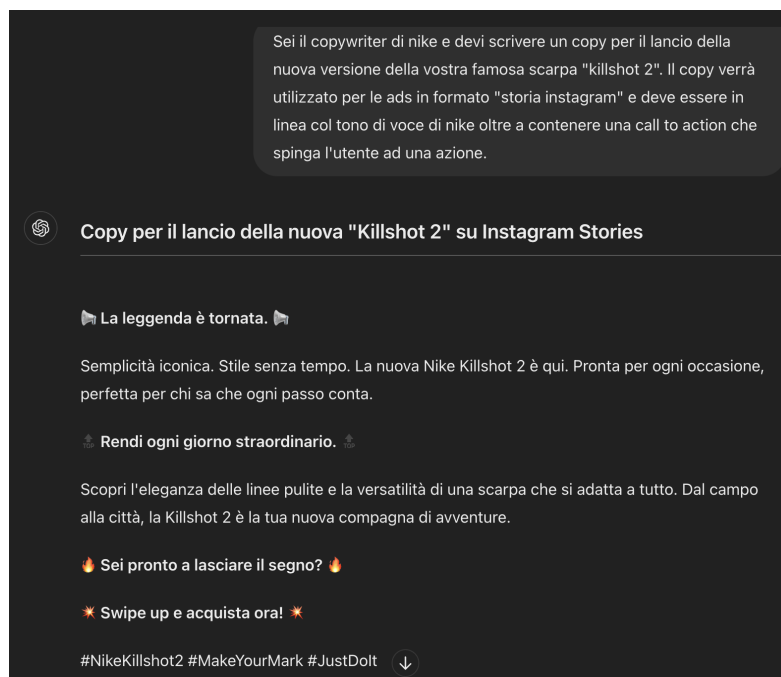 Sei il copywriter di nike e devi scrivere un copy per il lancio della
nuova versione della vostra famosa scarpa "killshot 2". Il copy verrà
utilizzato per le ads in formato "storia instagram" e deve essere in
linea col tono di voce di nike oltre a contenere una call to action che
spinga l'utente ad una azione.
Copy per il lancio della nuova "Killshot 2" su Instagram Stories
La leggenda è tornata.
Semplicità iconica. Stile senza tempo. La nuova Nike Killshot 2 è qui. Pronta per ogni occasione,
perfetta per chi sa che ogni passo conta.
🔝 Rendi ogni giorno straordinario. 🔝
Scopri l'eleganza delle linee pulite e la versatilità di una scarpa che si adatta a tutto. Dal campo
alla città, la Killshot 2 è la tua nuova compagna di avventure.
🔥 Sei pronto a lasciare il segno? 🔥
💥 Swipe up e acquista ora! 💥
#NikeKillshot2 #MakeYourMark #JustDoIt